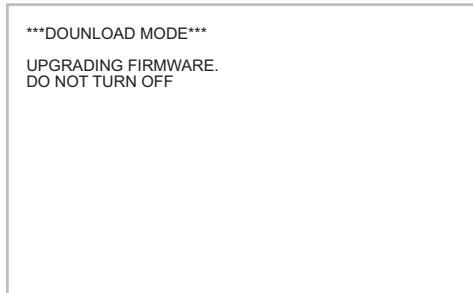 ***DOUNLOAD MODE***
UPGRADING FIRMWARE.
DO NOT TURN OFF